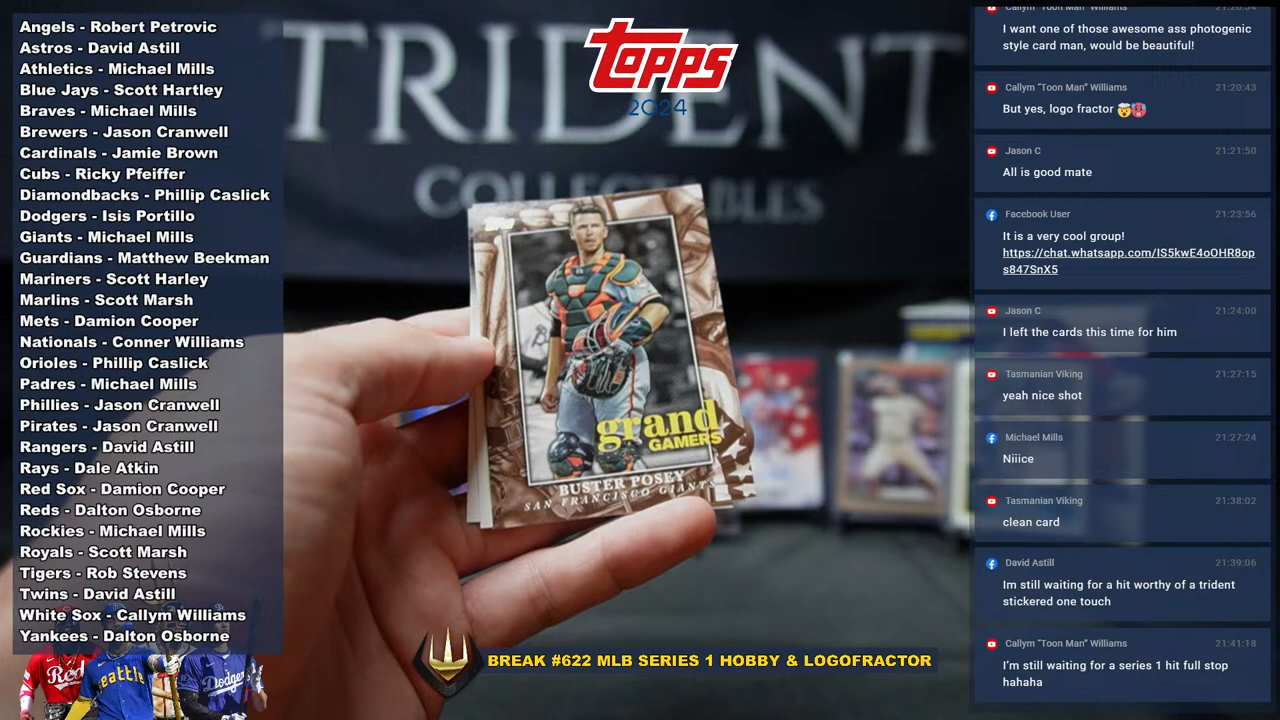 Angels - Robert Petrovic
Astros - David Astill
Athletics - Michael Mills
Blue Jays - Scott Hartley
Braves - Michael Mills
Brewers - Jason Cranwell
Cardinals - Jamie Brown
Cubs - Ricky Pfeiffer
Diamondbacks - Phillip Caslick
Dodgers - Isis Portillo
Giants - Michael Mills
Guardians - Matthew Beekman
Mariners - Scott Harley
Marlins - Scott Marsh
Mets - Damion Cooper
Nationals - Conner Williams
Orioles - Phillip Caslick
Padres - Michael Mills
Phillies - Jason Cranwell
Pirates - Jason Cranwell
Rangers - David Astill
Rays - Dale Atkin
Red Sox - Damion Cooper
Reds - Dalton Osborne
Rockies - Michael Mills
Royals - Scott Marsh
Tigers - Rob Stevens
Twins - David Astill
White Sox - Callym Williams
Yankees - Dalton Osborne
Reds
Seattle
Dodgers
TRIDENT
COLLECTABLES
topps
2024
grand
GAMERS
BUSTER POSEY
SAN FRANCISCO GIANTS
BREAK #622 MLB SERIES 1 HOBBY & LOGOFRACTOR
Callym "Toon Man" Williams 21:20:34
I want one of those awesome ass photogenic
style card man, would be beautiful!
Callym "Toon Man" Williams 21:20:43
But yes, logo fractor 🤯🥵
Jason C 21:21:50
All is good mate
Facebook User 21:23:56
It is a very cool group!
https://chat.whatsapp.com/IS5kwE4oOHR8op
s847SnX5
Jason C 21:24:00
I left the cards this time for him
Tasmanian Viking 21:27:15
yeah nice shot
Michael Mills 21:27:24
Niiice
Tasmanian Viking 21:38:02
clean card
David Astill 21:39:06
Im still waiting for a hit worthy of a trident
stickered one touch
Callym "Toon Man" Williams 21:41:18
I'm still waiting for a series 1 hit full stop
hahaha